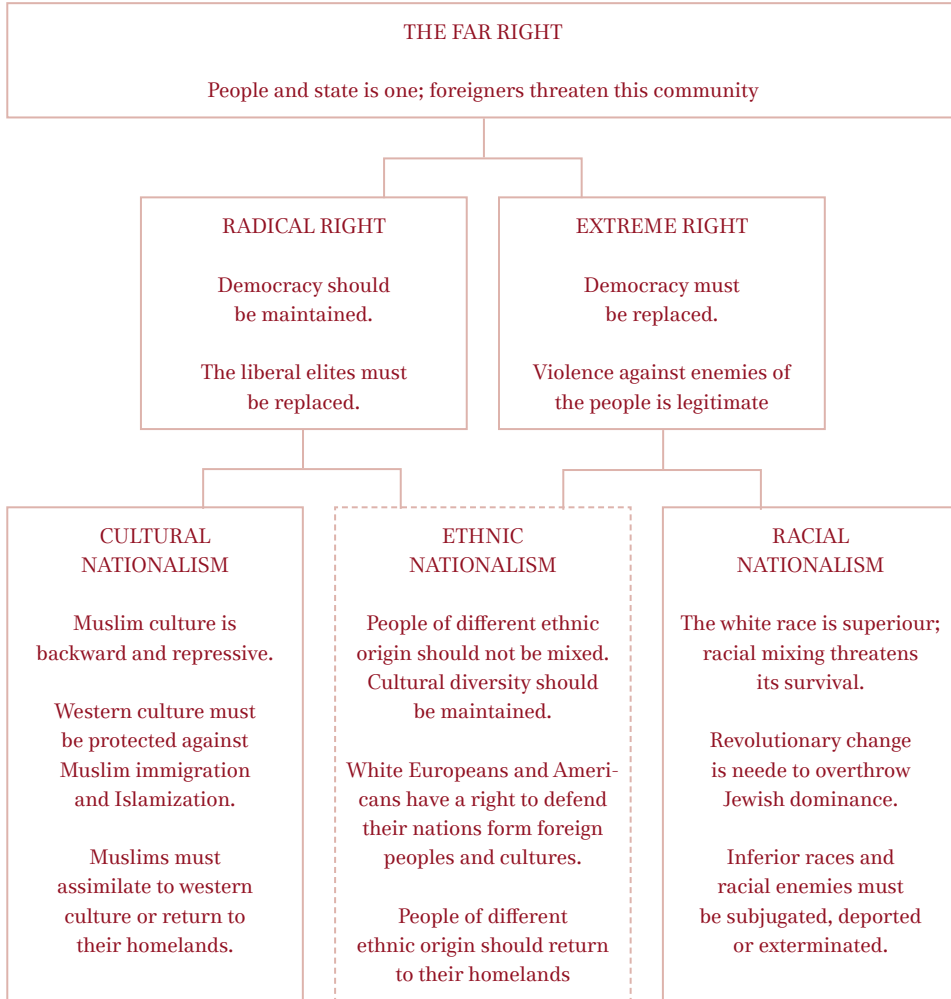 THE FAR RIGHT
People and state is one; foreigners threaten this community
RADICAL RIGHT
Democracy should
be maintained.
The liberal elites must
be replaced.
EXTREME RIGHT
Democracy must
be replaced.
Violence against enemies of
the people is legitimate
CULTURAL
NATIONALISM
Muslim culture is
backward and repressive.
Western culture must
be protected against
Muslim immigration
and Islamization.
Muslims must
assimilate to western
culture or return to
their homelands.
ETHNIC
NATIONALISM
People of different ethnic
origin should not be mixed.
Cultural diversity should
be maintained.
White Europeans and Ameri-
cans have a right to defend
their nations form foreign
peoples and cultures.
People of different
ethnic origin should return
to their homelands
RACIAL
NATIONALISM
The white race is superiour;
racial mixing threatens
its survival.
Revolutionary change
is neede to overthrow
Jewish dominance.
Inferior races and
racial enemies must
be subjugated, deported
or exterminated.